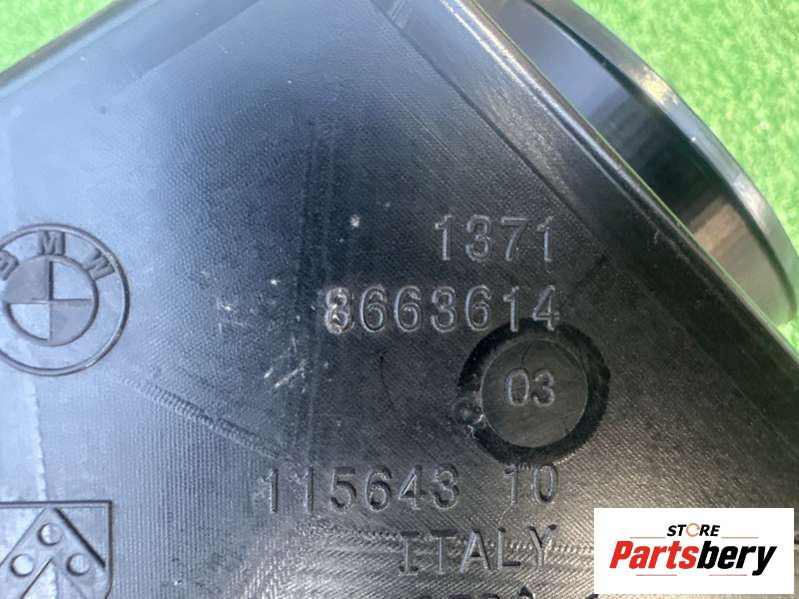 BMW
1371
8663614
03
115643 10
ITALY
STORE
Partsbery